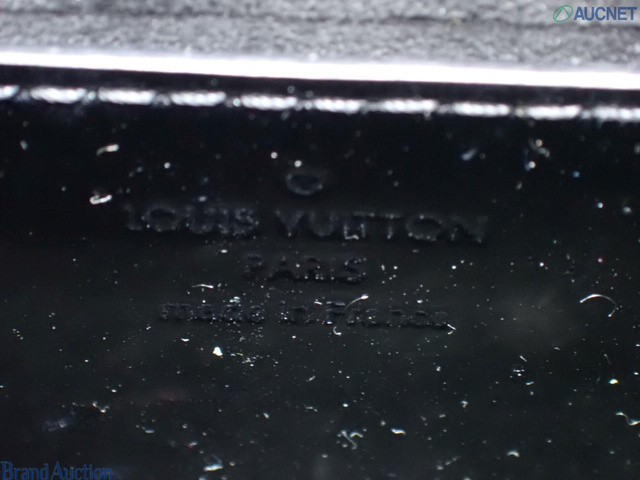 AUCNET
LOUIS VUITTON
PARIS
made in France
Brand Auction